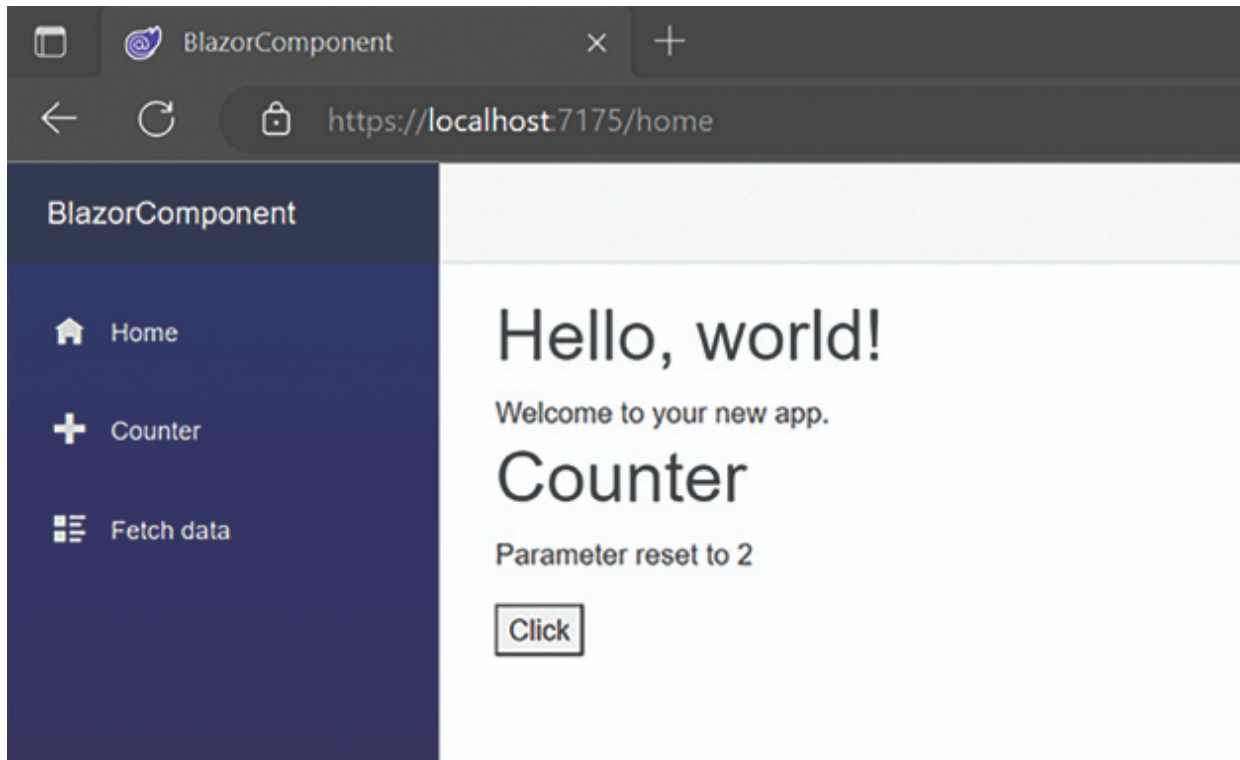 BlazorComponent
https://localhost:7175/home
BlazorComponent
Home
Counter
Fetch data
Hello, world!
Welcome to your new app.
Counter
Parameter reset to 2
Click